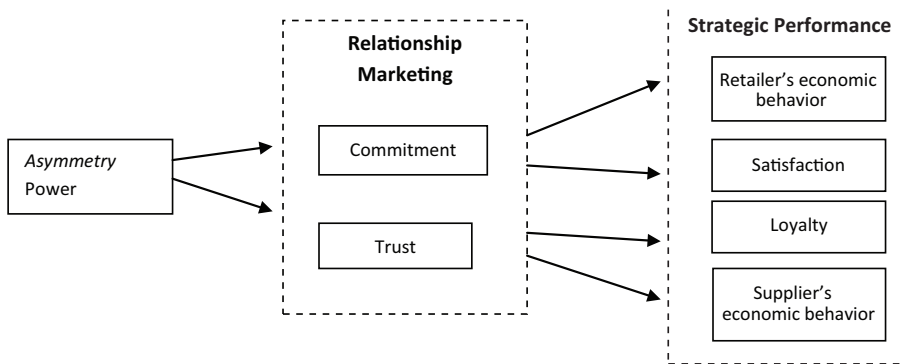 Relationship
Marketing
Commitment
Trust
Asymmetry
Power
Strategic Performance
Retailer’s economic
behavior
Satisfaction
Loyalty
Supplier’s
economic behavior